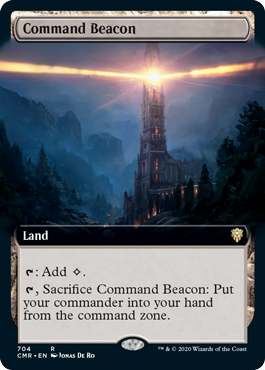 Command Beacon
Land
: Add .
, Sacrifice Command Beacon: Put
your commander into your hand
from the command zone.
704 R
CMR • EN Jonas De Ro
™ & © 2020 Wizards of the Coast